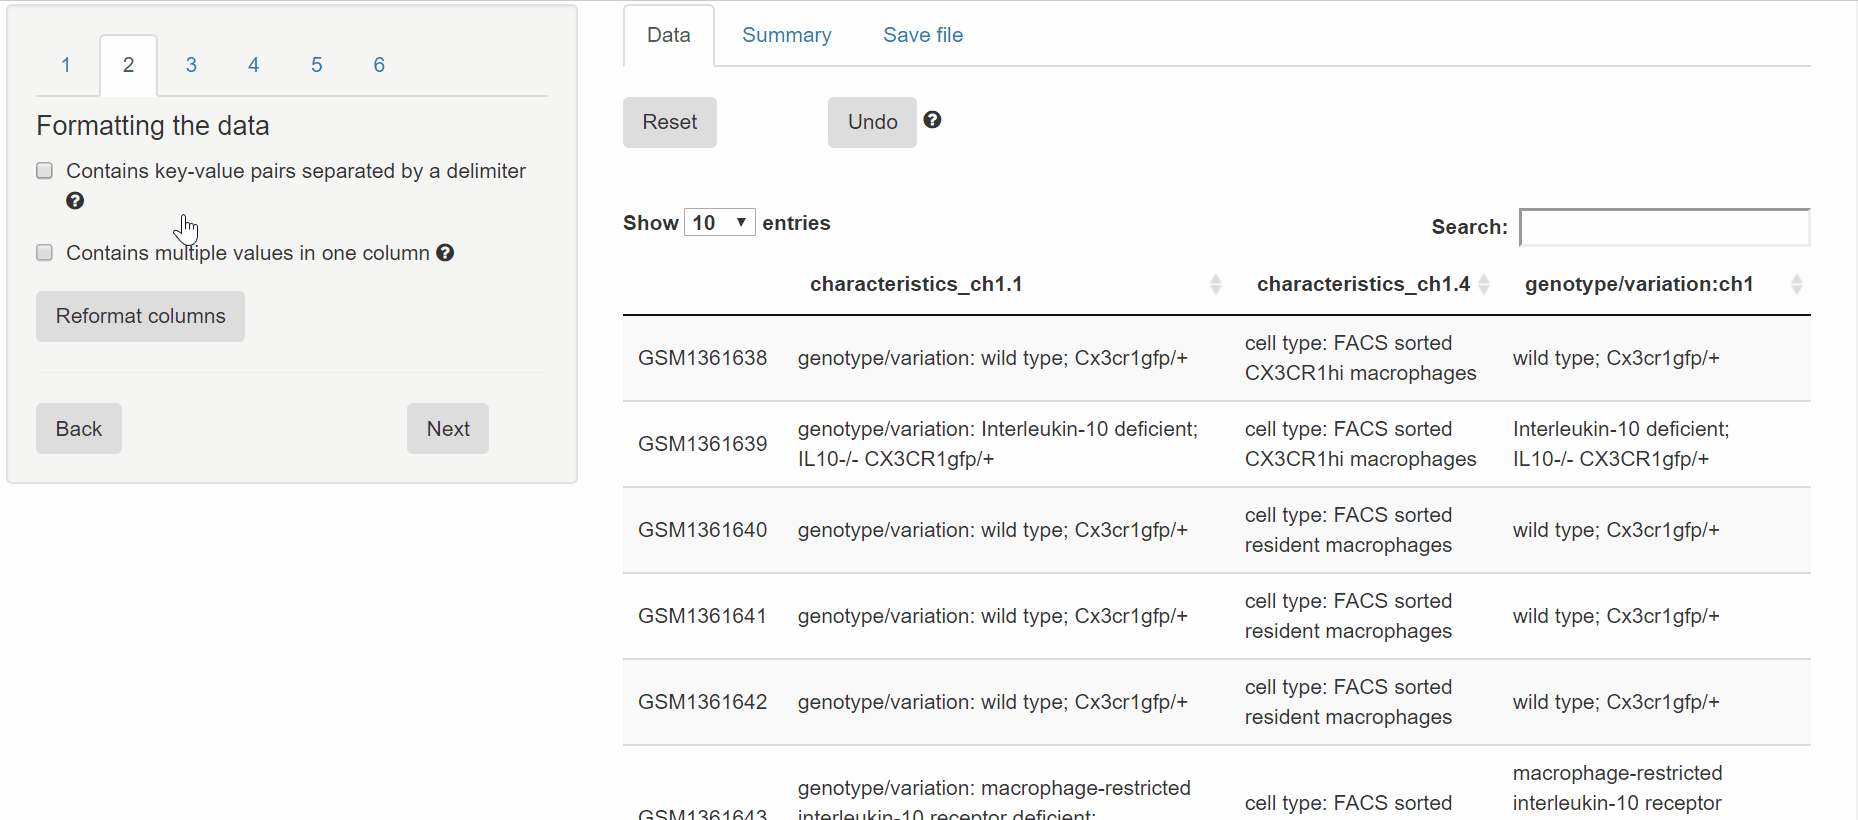 1 2 3 4 5 6
Formatting the data
Contains key-value pairs separated by a delimiter
?
Contains multiple values in one column ?
Reformat columns
Back Next
Data Summary Save file
Reset Undo ?
Show 10 entries Search:
characteristics_ch1.1 characteristics_ch1.4 genotype/variation:ch1
GSM1361638 genotype/variation: wild type; Cx3cr1gfp/+ cell type: FACS sorted wild type; Cx3cr1gfp/+
CX3CR1hi macrophages
GSM1361639 genotype/variation: Interleukin-10 deficient; cell type: FACS sorted Interleukin-10 deficient;
IL10-/- CX3CR1gfp/+ CX3CR1hi macrophages IL10-/- CX3CR1gfp/+
GSM1361640 genotype/variation: wild type; Cx3cr1gfp/+ cell type: FACS sorted wild type; Cx3cr1gfp/+
resident macrophages
GSM1361641 genotype/variation: wild type; Cx3cr1gfp/+ cell type: FACS sorted wild type; Cx3cr1gfp/+
resident macrophages
GSM1361642 genotype/variation: wild type; Cx3cr1gfp/+ cell type: FACS sorted wild type; Cx3cr1gfp/+
resident macrophages
genotype/variation: macrophage-restricted macrophage-restricted
GSM1361643 interleukin-10 receptor deficient; cell type: FACS sorted interleukin-10 receptor